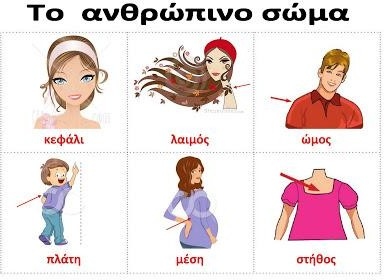 Το ανθρώπινο σώμα
κεφάλι λαιμός ώμος
πλάτη μέση στήθος